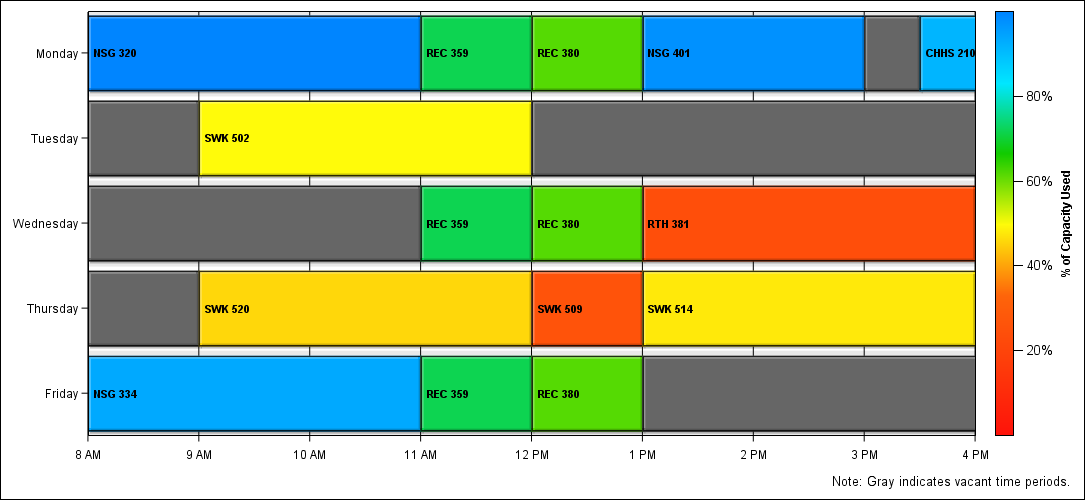 Monday
NSG 320
REC 359
REC 380
NSG 401
CHHS 210
Tuesday
SWK 502
Wednesday
REC 359
REC 380
RTH 381
Thursday
SWK 520
SWK 509
SWK 514
Friday
NSG 334
REC 359
REC 380
8 AM
9 AM
10 AM
11 AM
12 PM
1 PM
2 PM
3 PM
4 PM
80%
60%
40%
20%
% of Capacity Used
Note: Gray indicates vacant time periods.